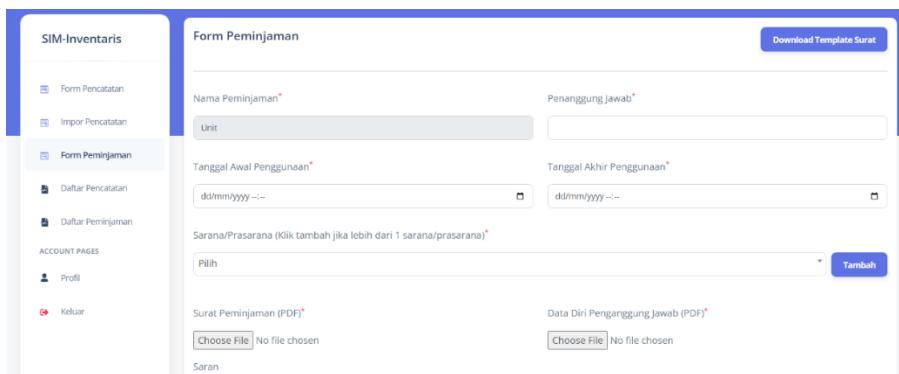 SIM-Inventaris
Form Pencatatan
Impor Pencatatan
Form Peminjaman
Daftar Pencatatan
Daftar Peminjaman
ACCOUNT PAGES
Profil
Keluar
Form Peminjaman
Download Template Surat
Nama Peminjaman*
Penanggung Jawab*
Unit
Tanggal Awal Penggunaan*
Tanggal Akhir Penggunaan*
dd/mm/yyyy --:--
dd/mm/yyyy --:--
Sarana/Prasarana (Klik tambah jika lebih dari 1 sarana/prasarana)*
Pilih
Tambah
Surat Peminjaman (PDF)*
Data Diri Penganggung Jawab (PDF)*
Choose File No file chosen
Choose File No file chosen
Saran